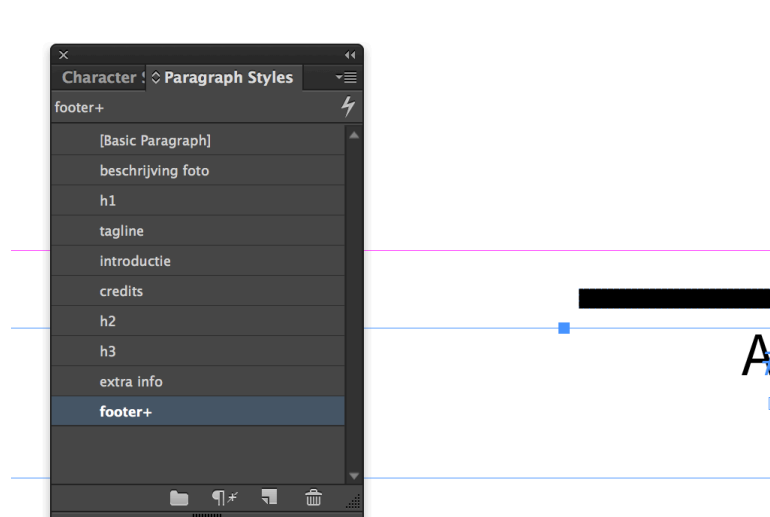 Character
Paragraph Styles
footer+
[Basic Paragraph]
beschrijving foto
h1
tagline
introductie
credits
h2
h3
extra info
footer+
A